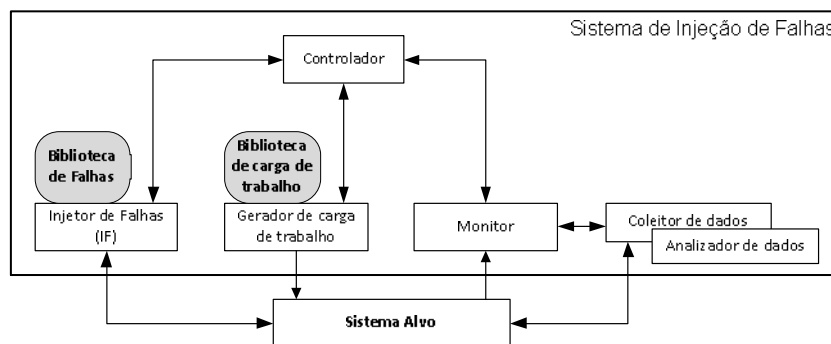 Sistema de Injeção de Falhas
Controlador
Biblioteca
de Falhas
Biblioteca
de carga de
trabalho
Injetor de Falhas
(IF)
Gerador de carga
de trabalho
Monitor
Coleitor de dados
Analizador de dados
Sistema Alvo